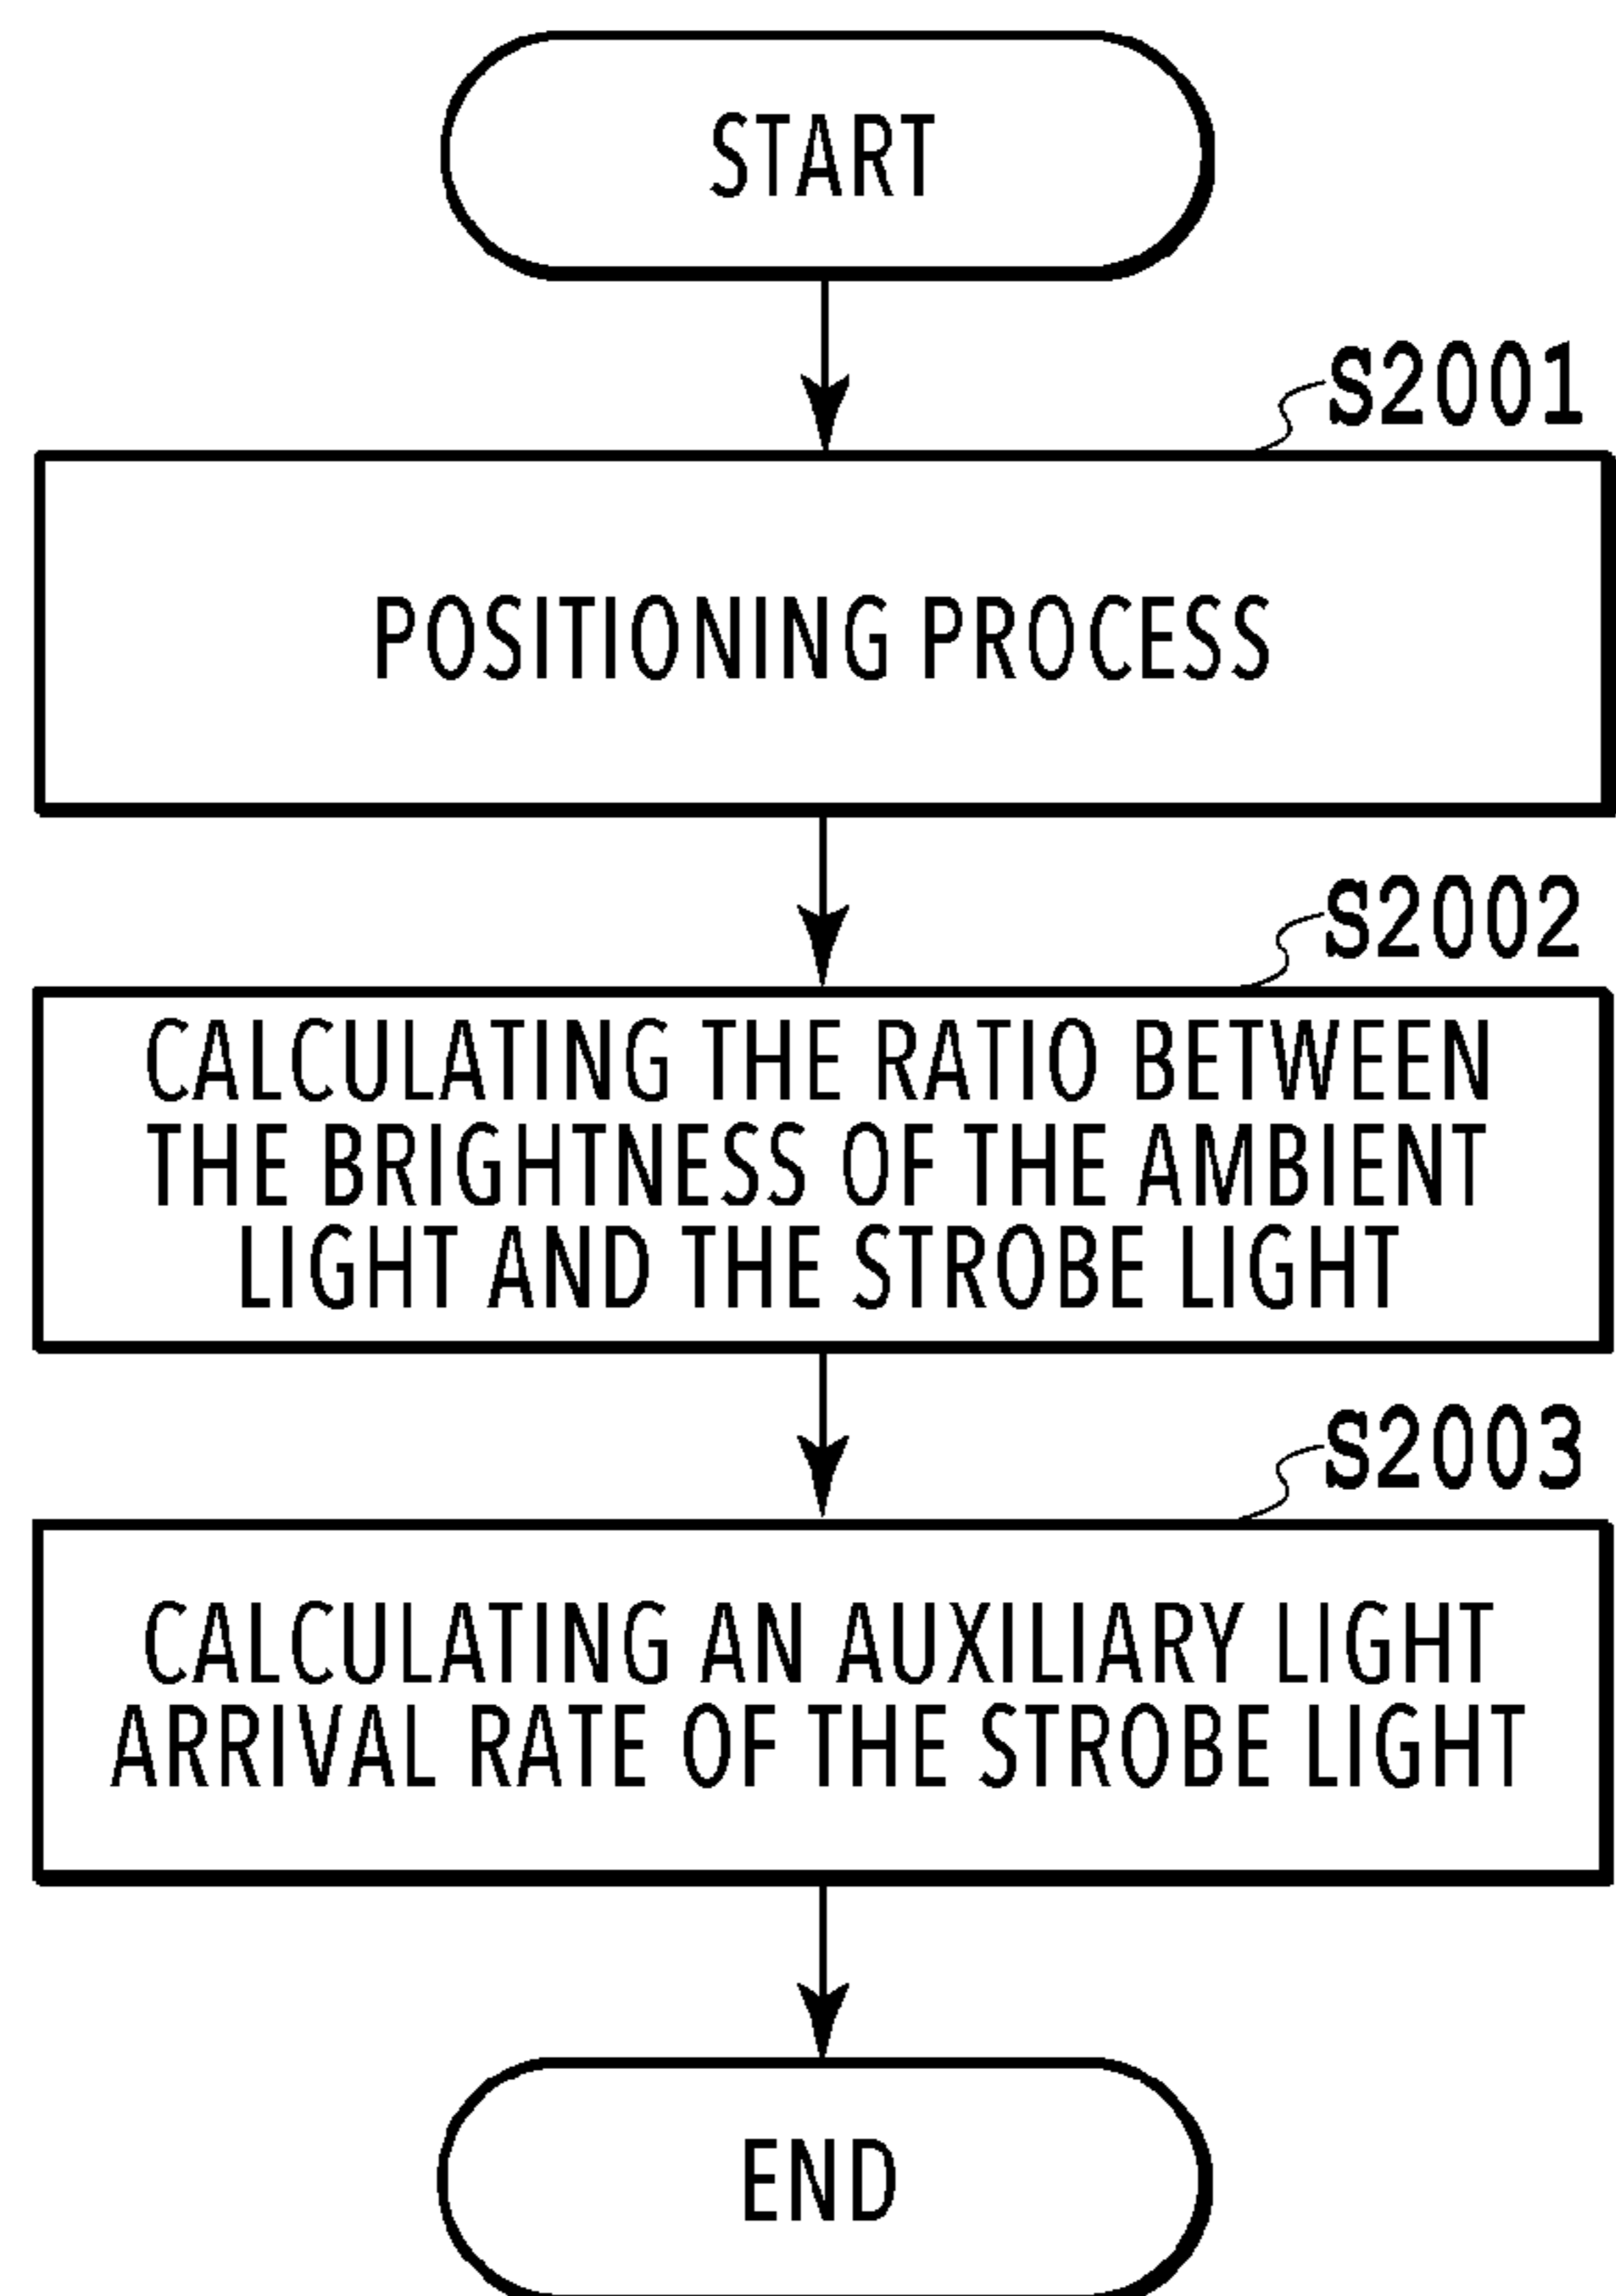 START
S2001
POSITIONING PROCESS
S2002
CALCULATING THE RATIO BETWEEN
THE BRIGHTNESS OF THE AMBIENT
LIGHT AND THE STROBE LIGHT
S2003
CALCULATING AN AUXILIARY LIGHT
ARRIVAL RATE OF THE STROBE LIGHT
END